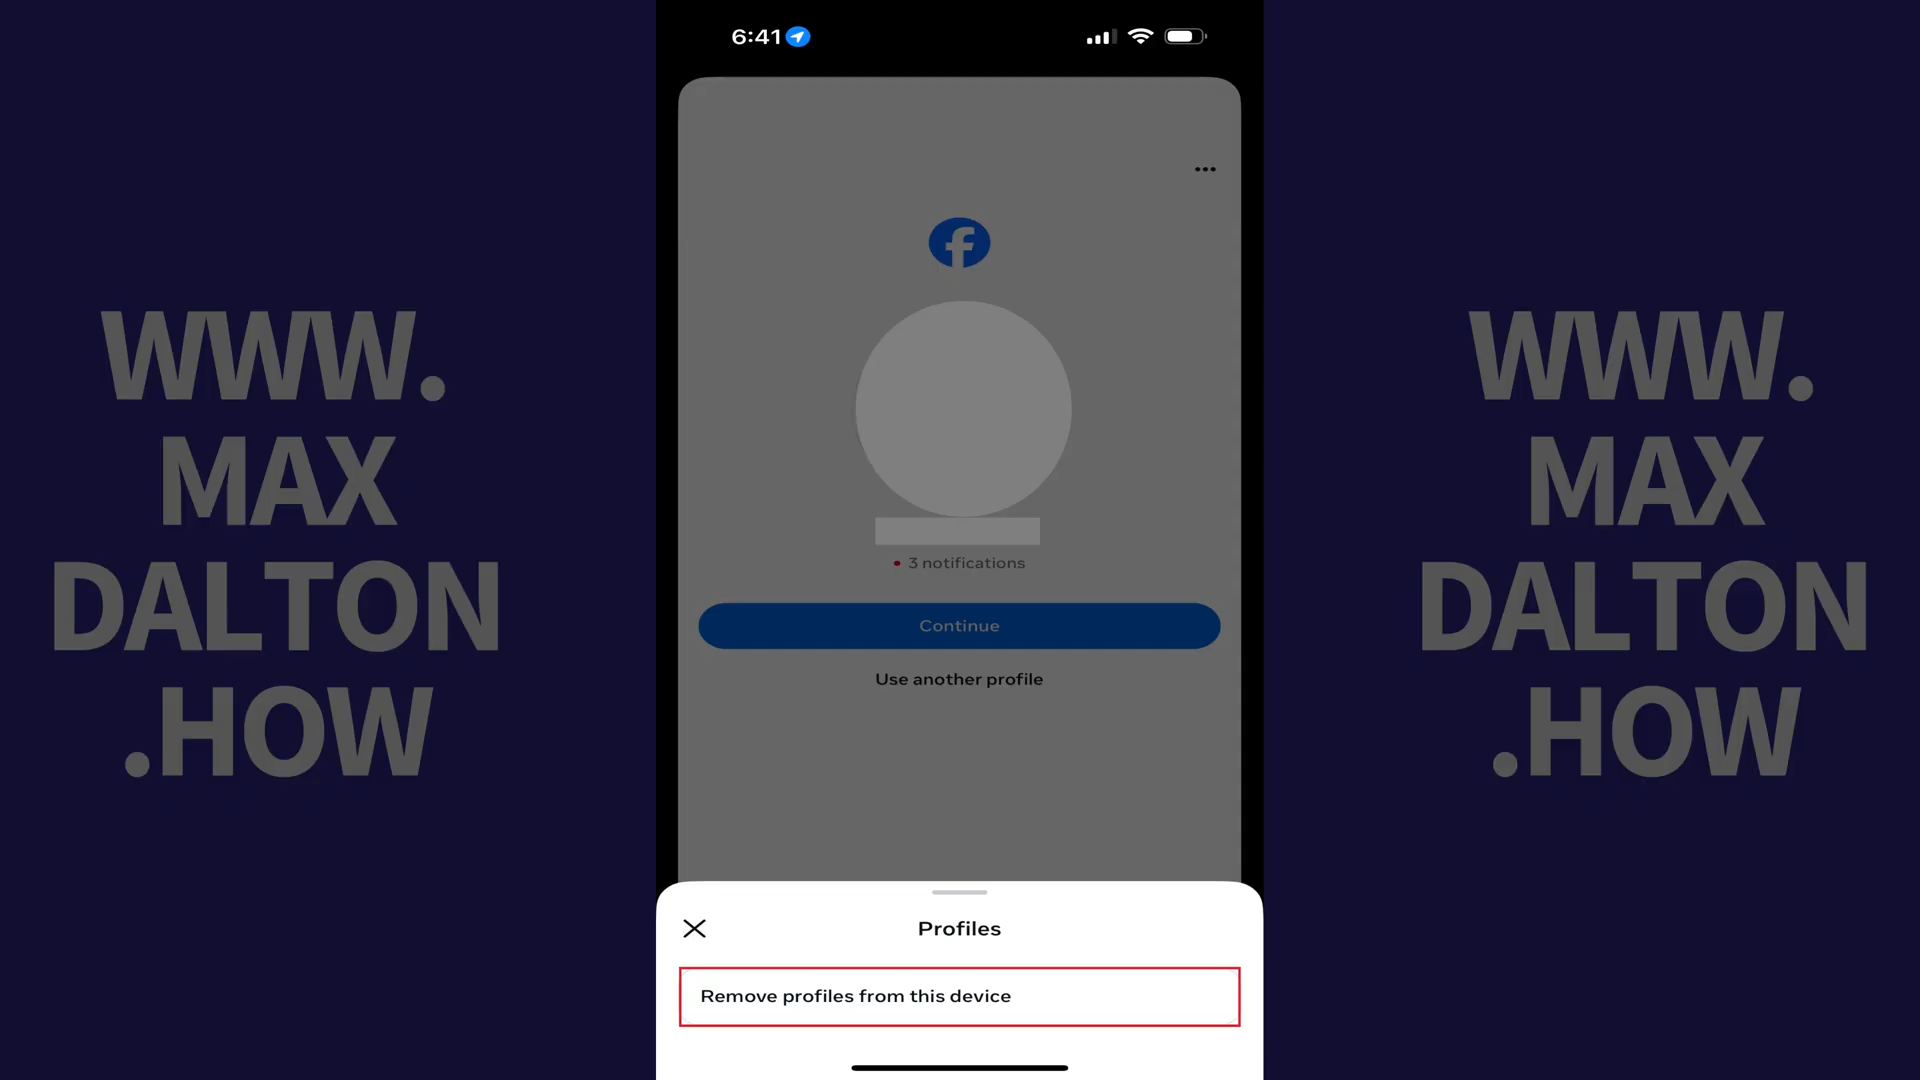 6:41
WWW.
MAX
DALTON
.HOW
3 notifications
Continue
Use another profile
Profiles
Remove profiles from this device
WWW.
MAX
DALTON
.HOW